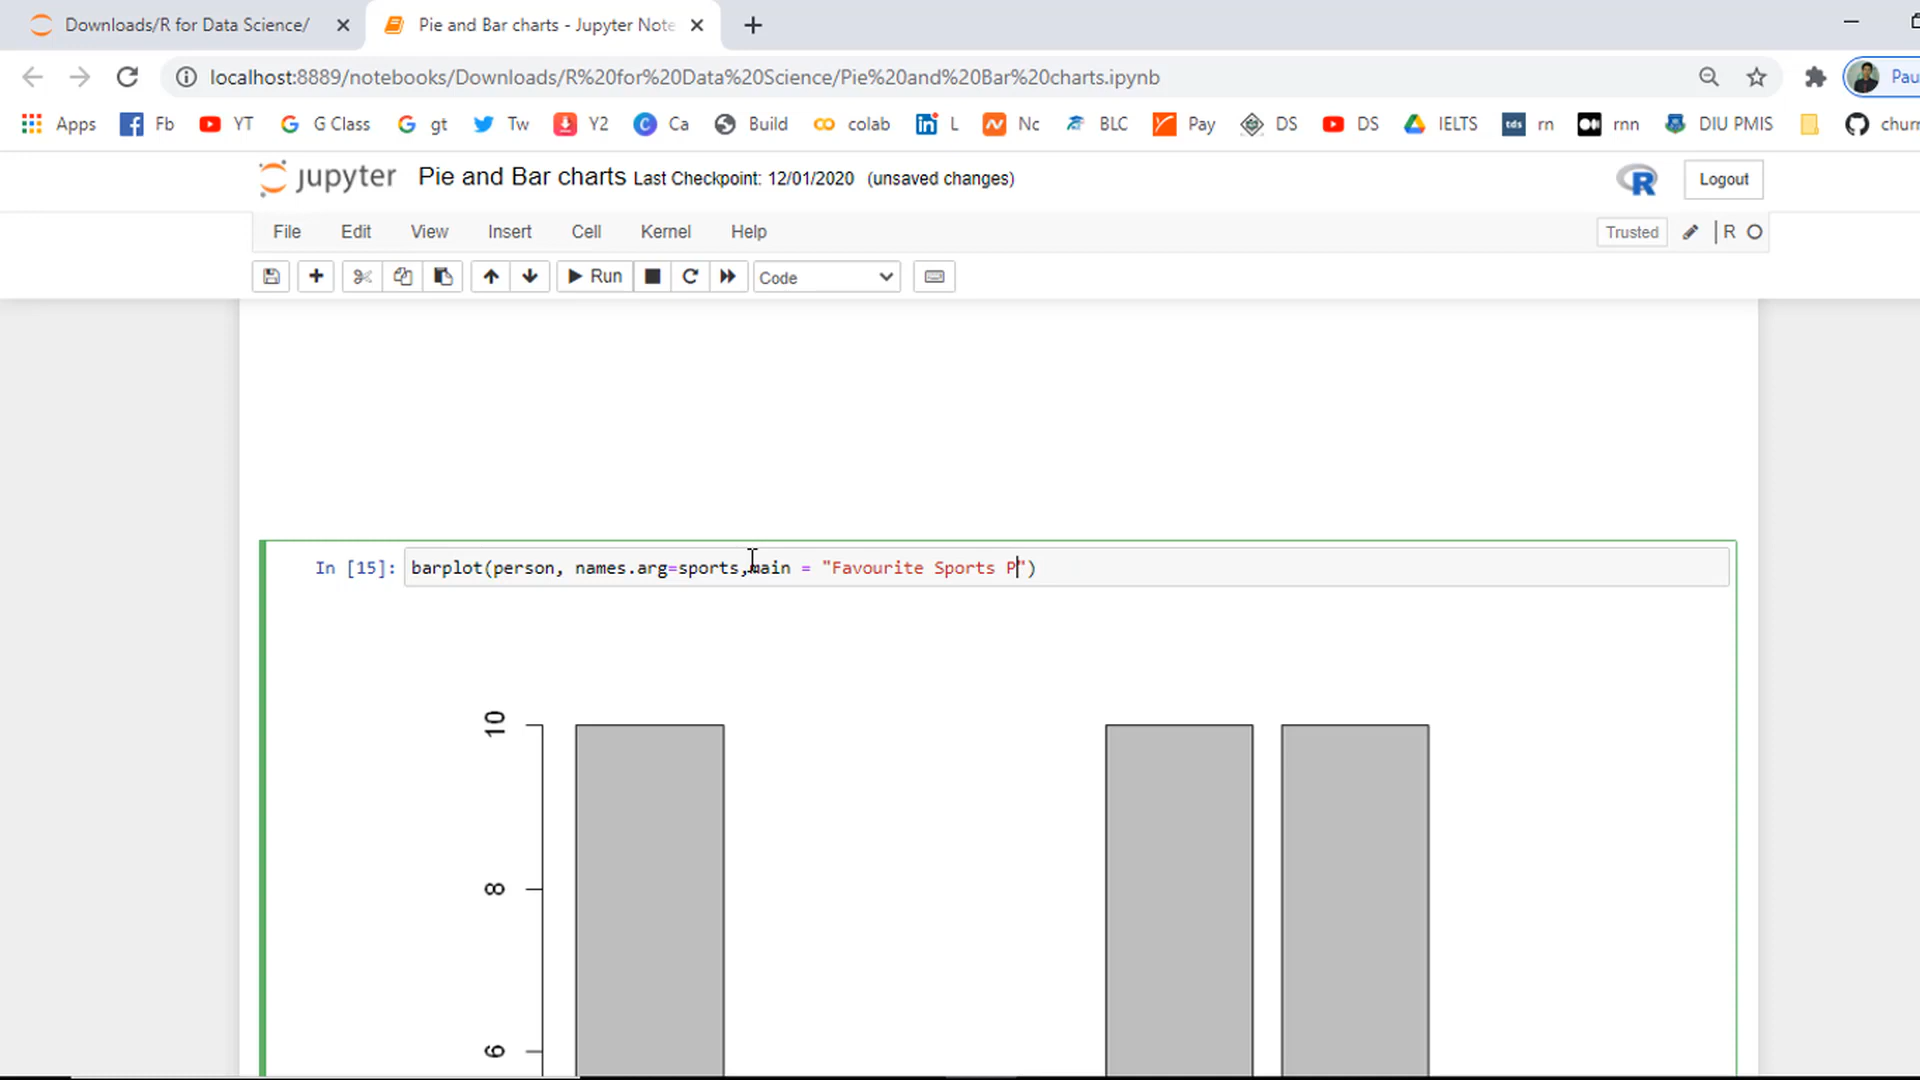 Downloads/R for Data Science/
Pie and Bar charts - Jupyter Note
localhost:8889/notebooks/Downloads/R%20for%20Data%20Science/Pie%20and%20Bar%20charts.ipynb
Pau
Apps Fb YT G Class gt Tw Y2 Ca Build colab L Nc BLC Pay DS DS IELTS rn rnn DIU PMIS churn
jupyter Pie and Bar charts Last Checkpoint: 12/01/2020 (unsaved changes)
Logout
File Edit View Insert Cell Kernel Help
Trusted R
Run Code
In [15]: barplot(person, names.arg=sports,main = "Favourite Sports P")
10
8
6